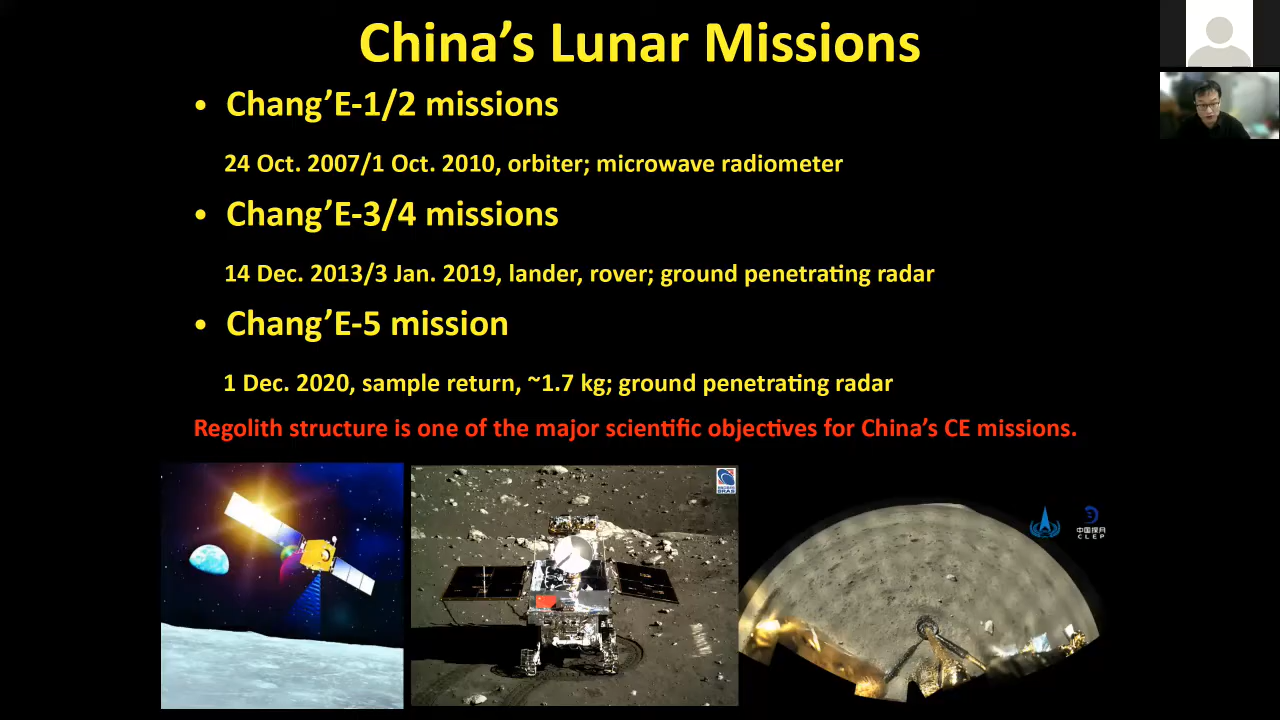 China’s Lunar Missions
• Chang’E-1/2 missions
24 Oct. 2007/1 Oct. 2010, orbiter; microwave radiometer
• Chang’E-3/4 missions
14 Dec. 2013/3 Jan. 2019, lander, rover; ground penetrating radar
• Chang’E-5 mission
1 Dec. 2020, sample return, ~1.7 kg; ground penetrating radar
Regolith structure is one of the major scientific objectives for China’s CE missions.
中国探月
CLEP